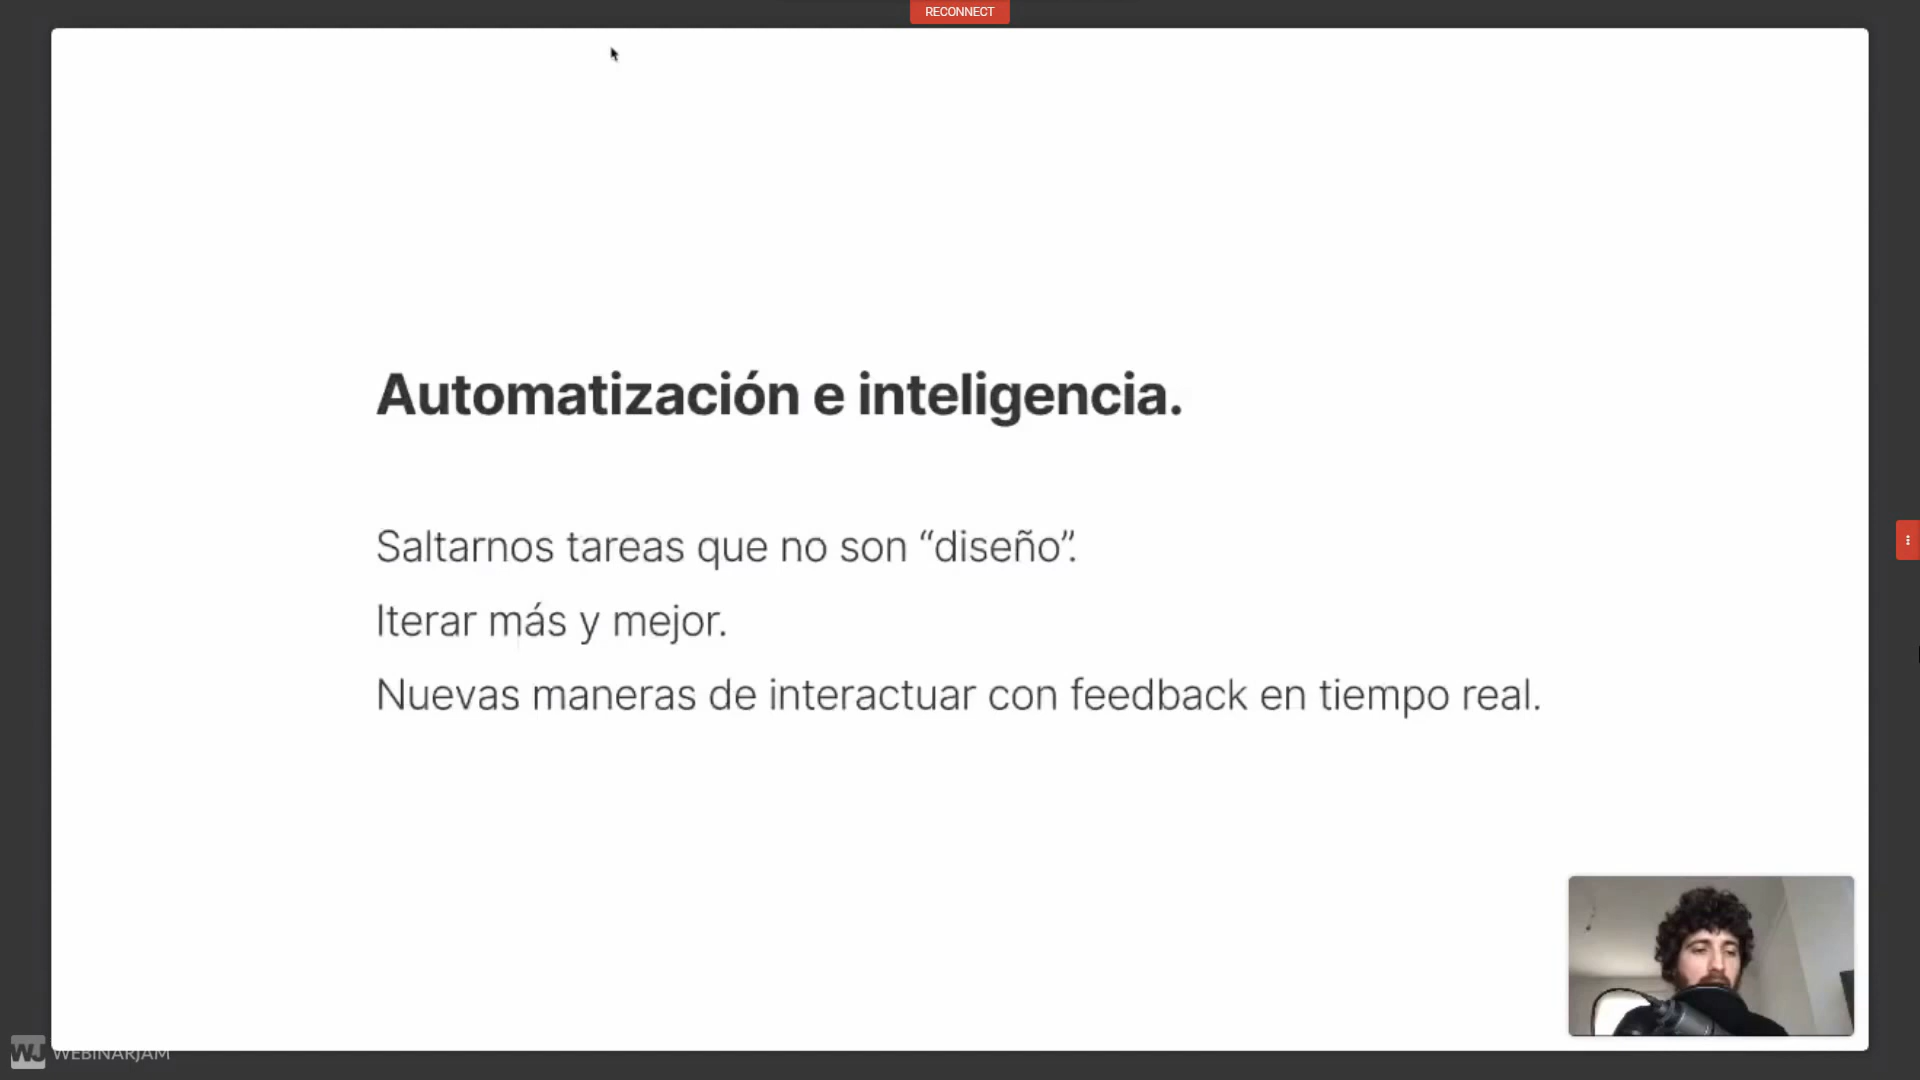 RECONNECT
Automatización e inteligencia.
Saltarnos tareas que no son “diseño”.
Iterar más y mejor.
Nuevas maneras de interactuar con feedback en tiempo real.
WJ WEBINARJAM